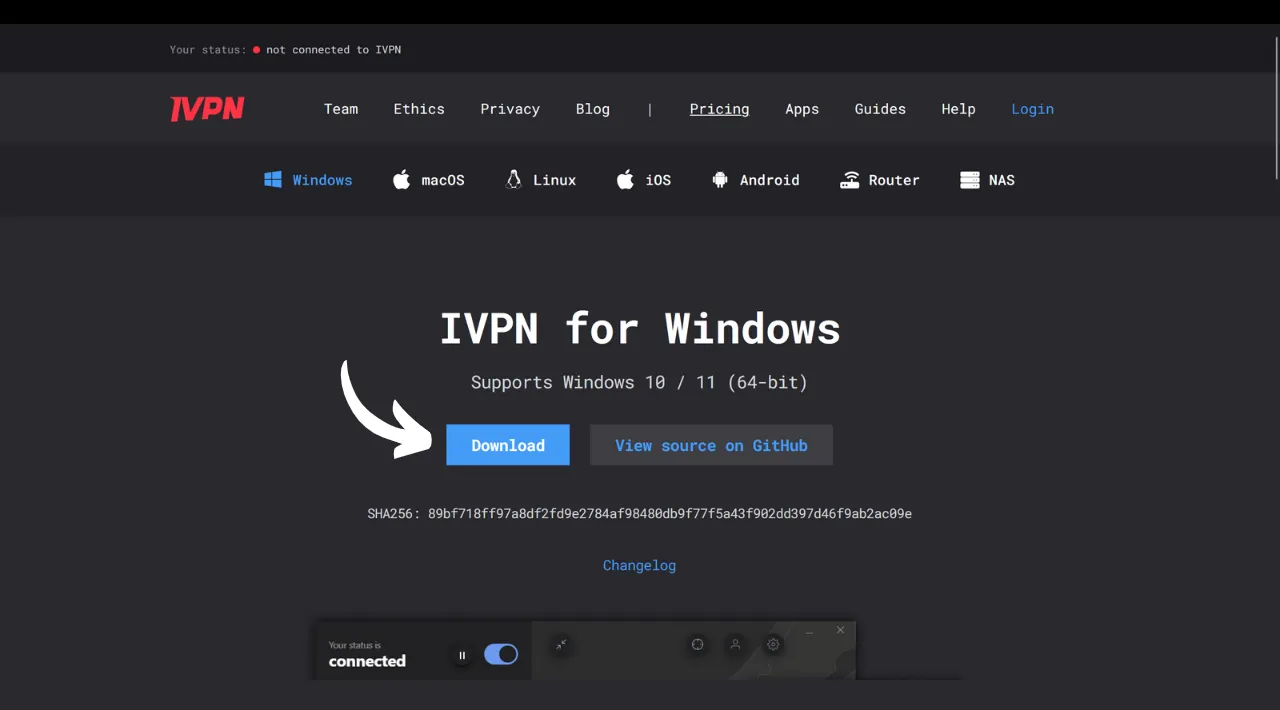 Your status: not connected to IVPN
IVPN Team Ethics Privacy Blog | Pricing Apps Guides Help Login
Windows macOS Linux iOS Android Router NAS
IVPN for Windows
Supports Windows 10 / 11 (64-bit)
Download View source on GitHub
SHA256: 89bf718ff97a8df2fd9e2784af98480db9f77f5a43f902dd397d46f9ab2ac09e
Changelog
Your status is
connected